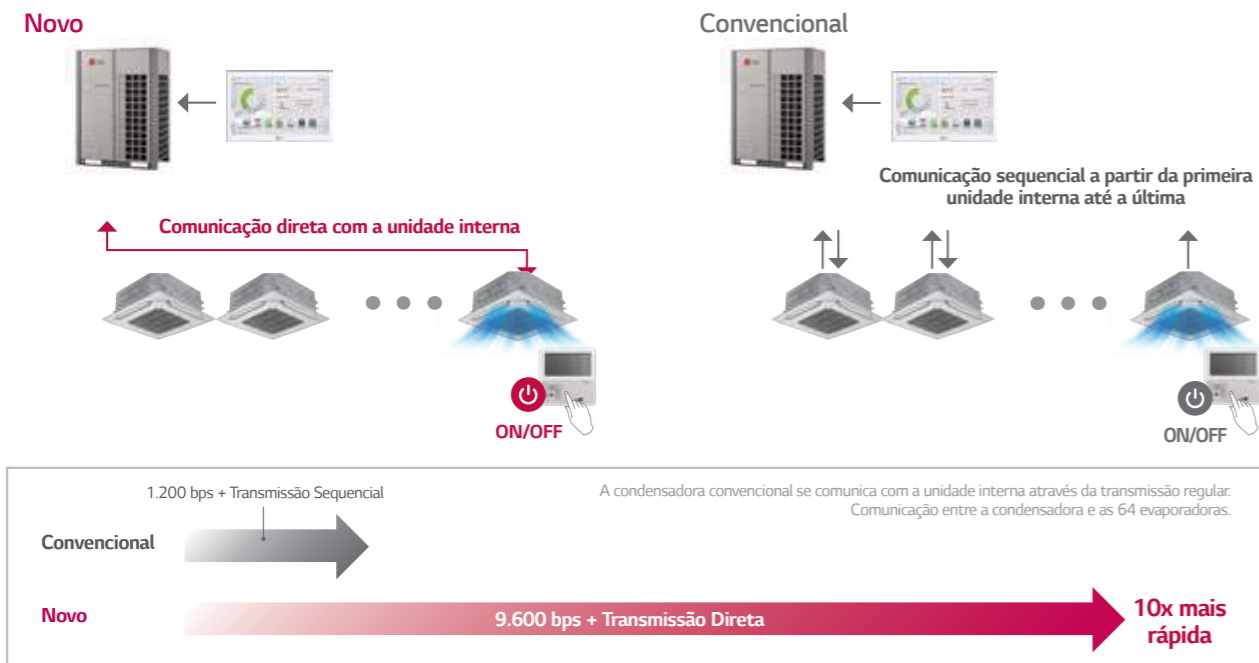 Novo
Comunicação direta com a unidade interna
ON/OFF
Convencional
Comunicação sequencial a partir da primeira
unidade interna até a última
ON/OFF
1.200 bps + Transmissão Sequencial
A condensadora convencional se comunica com a unidade interna através da transmissão regular.
Comunicação entre a condensadora e as 64 evaporadoras.
Convencional
Novo
9.600 bps + Transmissão Direta
10x mais
rápida